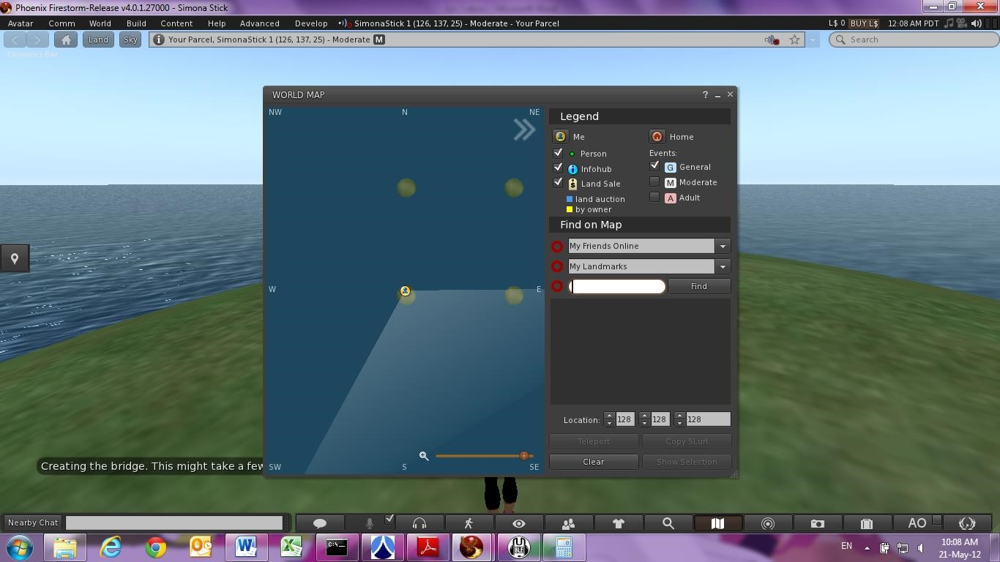 Phoenix Firestorm-Release v4.0.1.27000 - Simona Stick
Avatar Comm World Build Content Help Advanced Develop SimonaStick 1 (126, 137, 25) - Moderate - Your Parcel L$ 0 BUY L$ 12:08 AM PDT
Land Sky Your Parcel, SimonaStick 1 (126, 137, 25) - Moderate M Search
Favorites Bar
WORLD MAP ?
NW N NE
Legend
Me Home
Person Events:
Infohub G General
$ Land Sale M Moderate
land auction A Adult
by owner
Find on Map
My Friends Online
My Landmarks
W E
Find
Location: 128 128 128
Teleport Copy SLurl
Clear Show Selection
SW S SE
Creating the bridge. This might take a few
Nearby Chat AO
EN 10:08 AM
21-May-12